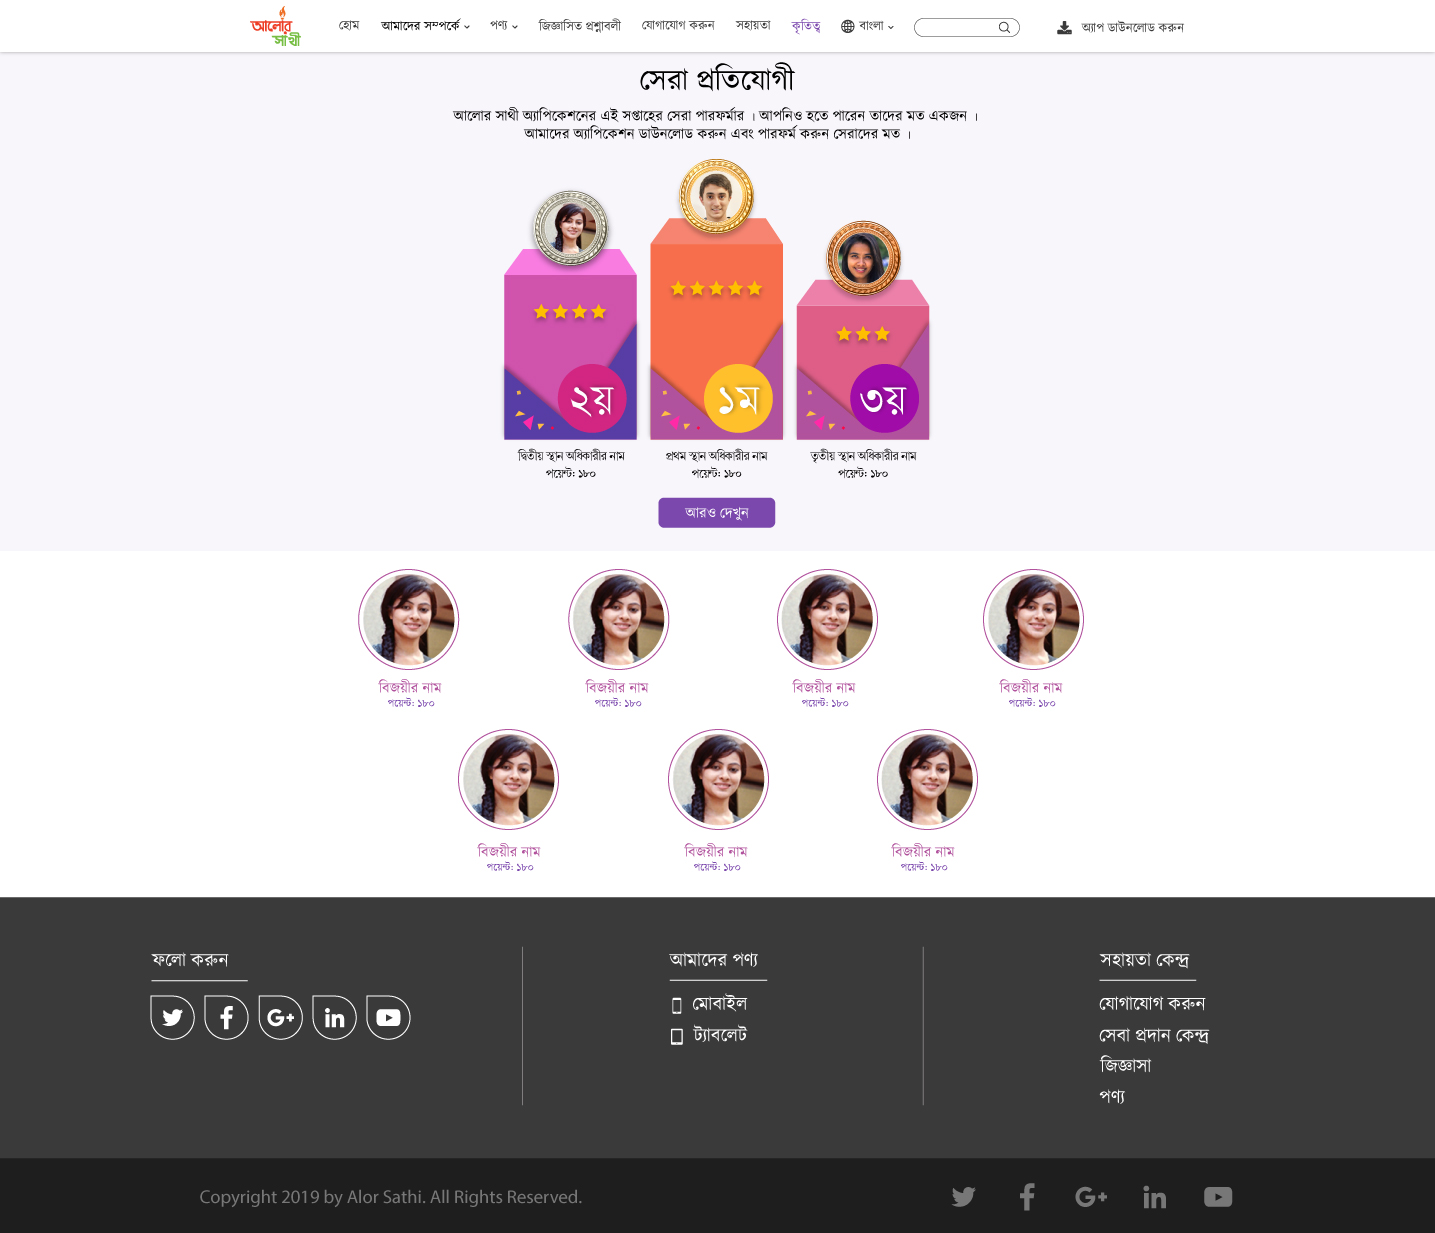 আলোর
সাথী
হোম আমাদের সম্পর্কে পণ্য জিজ্ঞাসিত প্রশ্নাবলী যোগাযোগ করুন সহায়তা কৃতিত্ব বাংলা অ্যাপ ডাউনলোড করুন
সেরা প্রতিযোগী
আলোর সাথী অ্যাপিকেশনের এই সপ্তাহের সেরা পারফর্মার । আপনিও হতে পারেন তাদের মত একজন ।
আমাদের অ্যাপিকেশন ডাউনলোড করুন এবং পারফর্ম করুন সেরাদের মত ।
২য় ১ম ৩য়
দ্বিতীয় স্থান অধিকারীর নাম প্রথম স্থান অধিকারীর নাম তৃতীয় স্থান অধিকারীর নাম
পয়েন্ট: ১৮০ পয়েন্ট: ১৮০ পয়েন্ট: ১৮০
আরও দেখুন
বিজয়ীর নাম বিজয়ীর নাম বিজয়ীর নাম বিজয়ীর নাম
পয়েন্ট: ১৮০ পয়েন্ট: ১৮০ পয়েন্ট: ১৮০ পয়েন্ট: ১৮০
বিজয়ীর নাম বিজয়ীর নাম বিজয়ীর নাম
পয়েন্ট: ১৮০ পয়েন্ট: ১৮০ পয়েন্ট: ১৮০
ফলো করুন
আমাদের পণ্য
মোবাইল
ট্যাবলেট
সহায়তা কেন্দ্র
যোগাযোগ করুন
সেবা প্রদান কেন্দ্র
জিজ্ঞাসা
পণ্য
Copyright 2019 by Alor Sathi. All Rights Reserved.